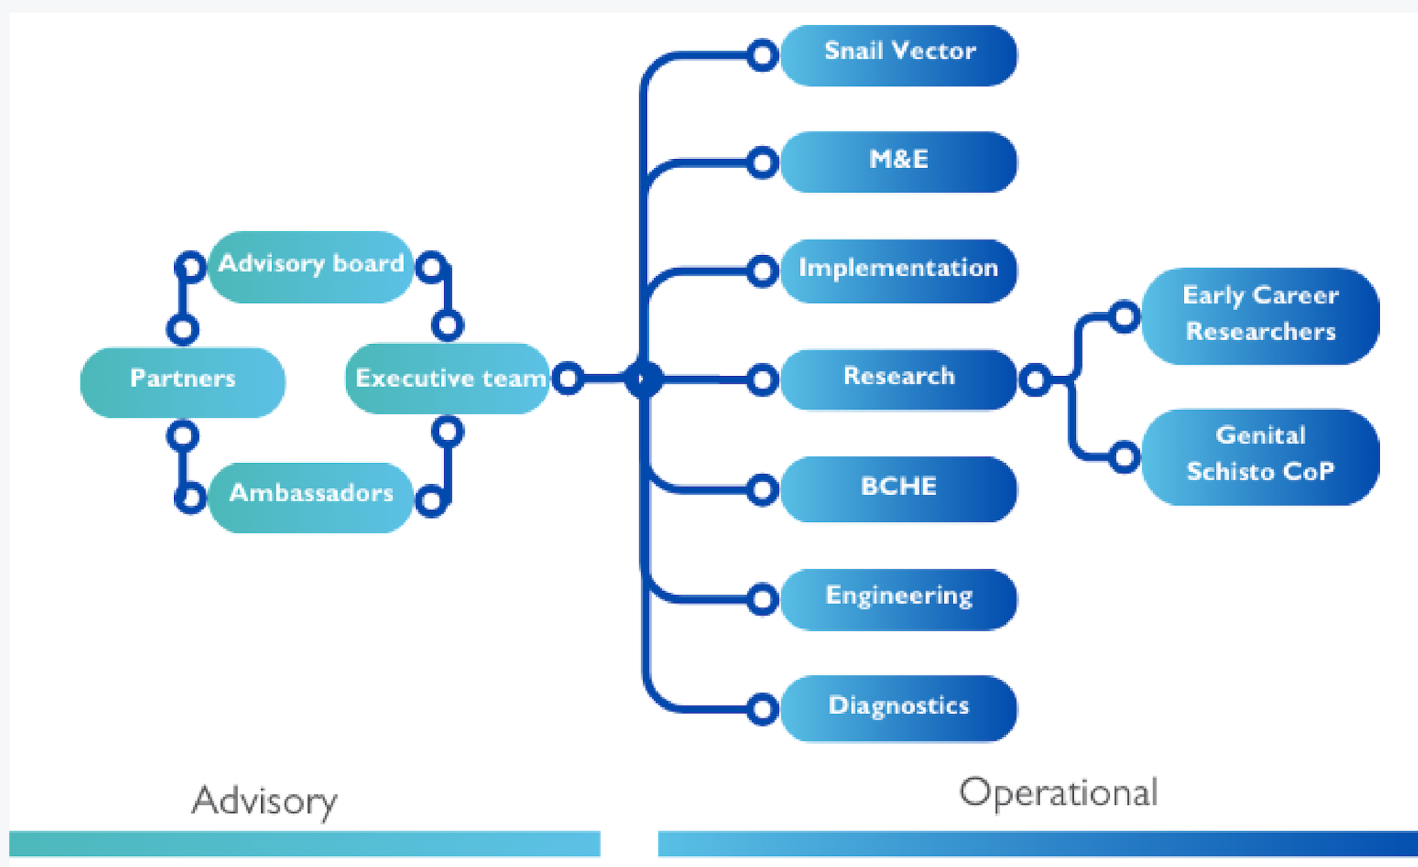 Snail Vector
M&E
Implementation
Advisory board
Early Career
Researchers
Partners
Executive team
Research
Genital
Schisto CoP
Ambassadors
BCHE
Engineering
Diagnostics
Advisory
Operational